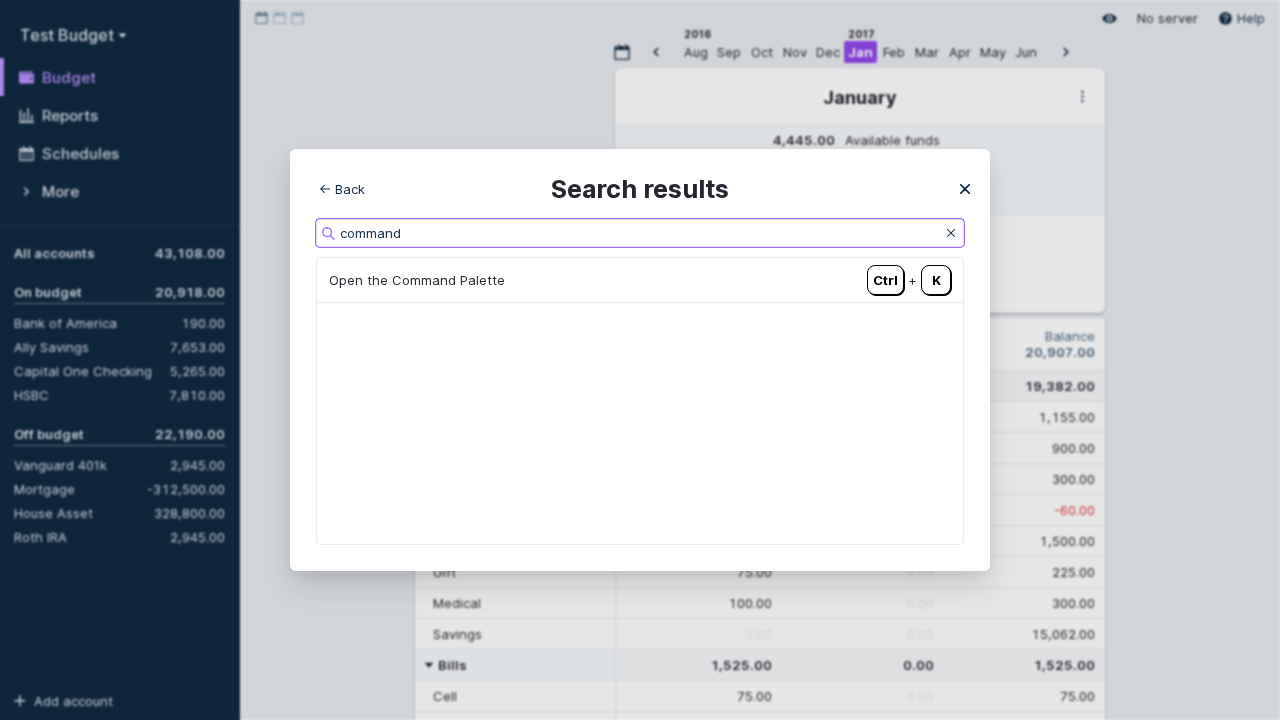 Test Budget
Budget
Reports
Schedules
More
All accounts 43,108.00
On budget 20,918.00
Bank of America 190.00
Ally Savings 7,653.00
Capital One Checking 5,265.00
HSBC 7,810.00
Off budget 22,190.00
Vanguard 401k 2,945.00
Mortgage -312,500.00
House Asset 328,800.00
Roth IRA 2,945.00
Add account
No server Help
2016 2017
Aug Sep Oct Nov Dec Jan Feb Mar Apr May Jun
January
4,445.00 Available funds
Back Search results
command
Open the Command Palette Ctrl + K
Balance
20,907.00
19,382.00
1,155.00
900.00
300.00
-60.00
1,500.00
Gift 75.00 0.00 225.00
Medical 100.00 0.00 300.00
Savings 0.00 0.00 15,062.00
Bills 1,525.00 0.00 1,525.00
Cell 75.00 0.00 75.00